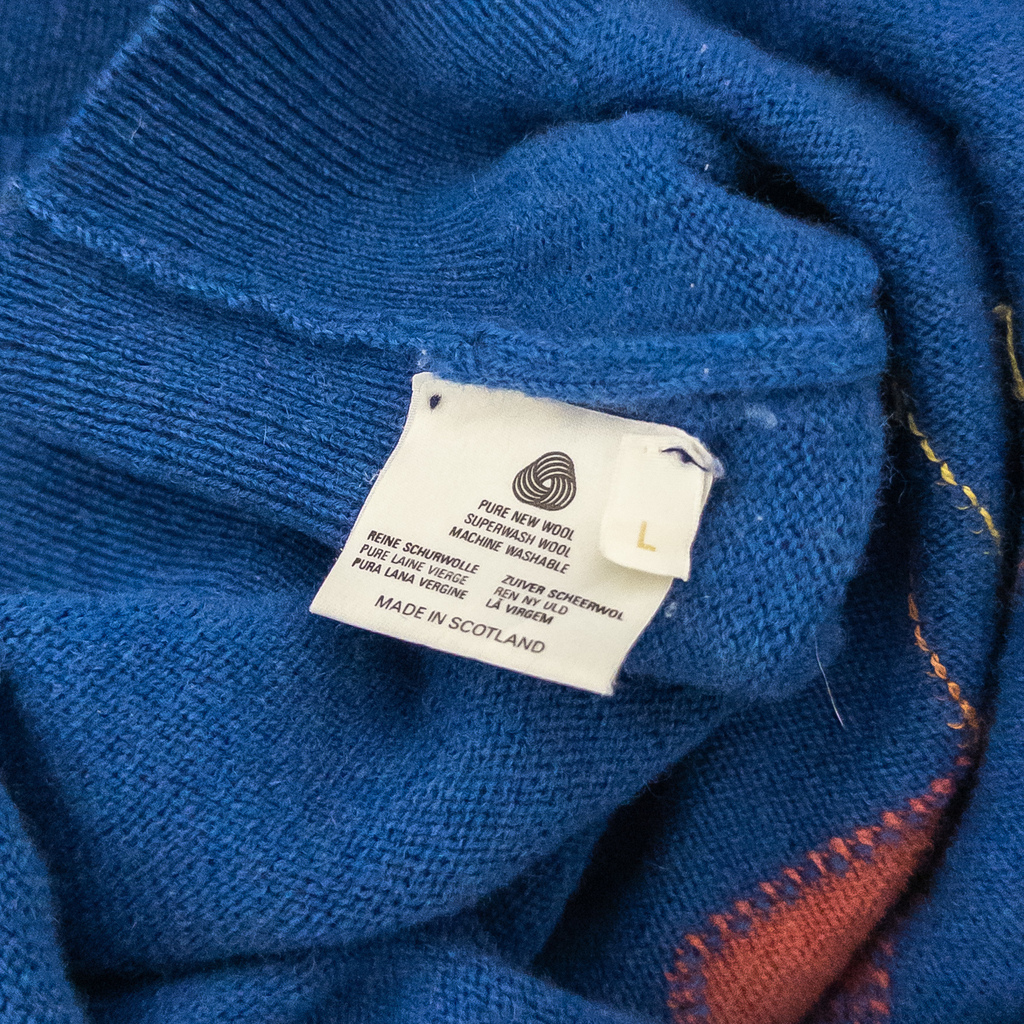 PURE NEW WOOL
SUPERWASH WOOL
MACHINE WASHABLE
REINE SCHURWOLLE
PURE LAINE VIERGE
PURA LANA VERGINE
ZUIVER SCHEERWOL
REN NY ULD
LÃ VIRGEM
MADE IN SCOTLAND
L